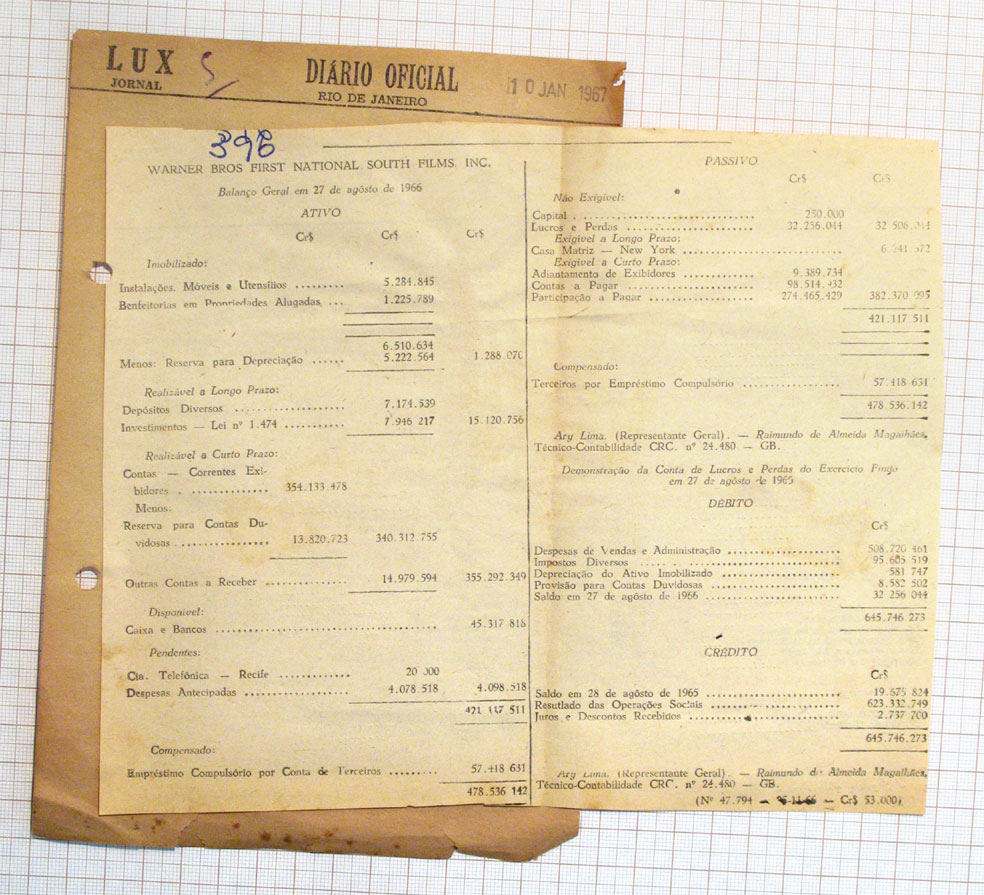 LUX
JORNAL
DIÁRIO OFICIAL
RIO DE JANEIRO
10 JAN 1967
398
WARNER BROS FIRST NATIONAL SOUTH FILMS, INC.
Balanço Geral em 27 de agôsto de 1966
ATIVO
Cr$ Cr$ Cr$
Imobilizado:
Instalações, Móveis e Utensílios ......... 5.284.845
Benfeitorias em Propriedades Alugadas ... 1.225.789
6.510.634
Menos: Reserva para Depreciação ...... 5.222.564 1.288.070
Realizável a Longo Prazo:
Depósitos Diversos .................. 7.174.539
Investimentos — Lei nº 1.474 ........... 7.946 217 15.120.756
Realizável a Curto Prazo:
Contas — Correntes Exi-
bidores . .............. 354.133.478
Menos:
Reserva para Contas Du-
vidosas ................. 13.820.723 340.312.755
Outras Contas a Receber .............. 14.979.594 355.292.349
Disponível:
Caixa e Bancos ....................................... 45.317 818
Pendentes:
Cia. Telefônica — Recife ............. 20 000
Despesas Antecipadas .................. 4.078.518 4.098.518
421 117 511
Compensado:
Empréstimo Compulsório por Conta de Terceiros ......... 57.418 631
478.536 142
PASSIVO
Cr$ Cr$
Não Exigível:
Capital . ................................. 250.000
Lucros e Perdas ......................... 32.256.044 32 506.044
Exigível a Longo Prazo:
Casa Matriz — New York ...................................
Exigível a Curto Prazo:
Adiantamento de Exibidores .............. 9.389.734
Contas a Pagar .......................... 98.514.432
Participação a Pagar .................... 274.465.429 382.370 095
421.117 511
Compensado:
Terceiros por Empréstimo Compulsório ................. 57.418 631
478 536.142
Ary Lima. (Representante Geral). — Raimundo de Almeida Magalhães,
Técnico-Contabilidade CRC. nº 24.480 — GB.
Demonstração da Conta de Lucros e Perdas do Exercício Findo
em 27 de agôsto de 1965
DÉBITO
Cr$
Despesas de Vendas e Administração ..................... 508.720 461
Impostos Diversos ..................................... 95.605 519
Depreciação do Ativo Imobilizado ...................... 581 747
Provisão para Contas Duvidosas ........................ 8.582 502
Saldo em 27 de agôsto de 1966 ......................... 32 256 044
645.746 273
CRÉDITO
Cr$
Saldo em 28 de agôsto de 1965 ......................... 19.675 824
Resutlado das Operações Sociais ....................... 623.332.749
Juros e Descontos Recebidos ........................... 2.737 700
645.746.273
Ary Lima. (Representante Geral). — Raimundo de Almeida Magalhães,
Técnico-Contabilidade CRC. nº 24.480 — GB.
(Nº 47.794 — — Cr$ 53.000)